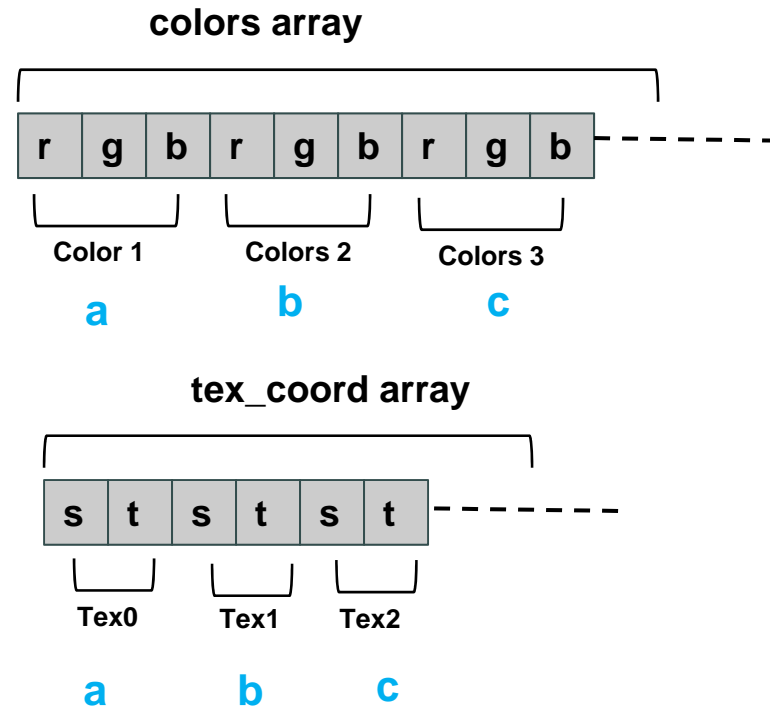 colors array
r g b r g b r g b
Color 1 Colors 2 Colors 3
a b c
tex_coord array
s t s t s t
Tex0 Tex1 Tex2
a b c